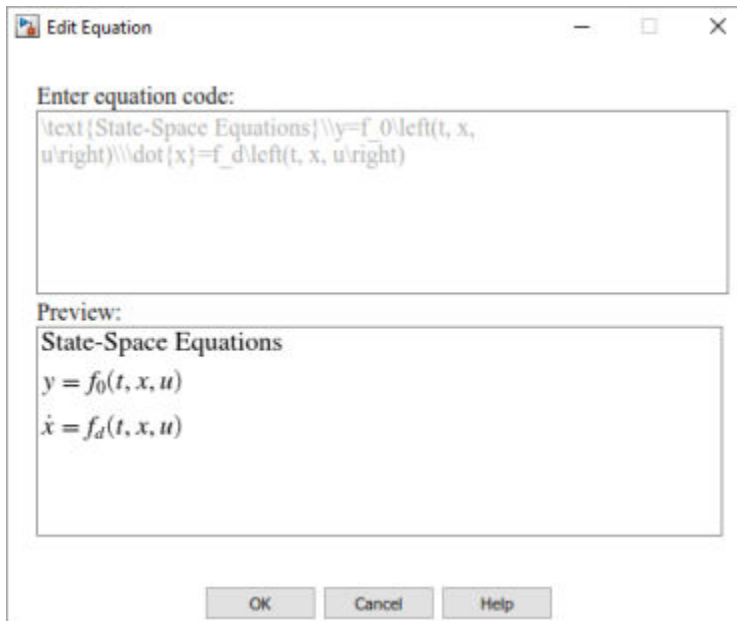 Edit Equation
Enter equation code:
\text{State-Space Equations}\\y=f_0\left(t, x,
u\right)\\\dot{x}=f_d\left(t, x, u\right)
Preview:
State-Space Equations
y = f₀(t, x, u)
ẋ = f_d(t, x, u)
OK Cancel Help